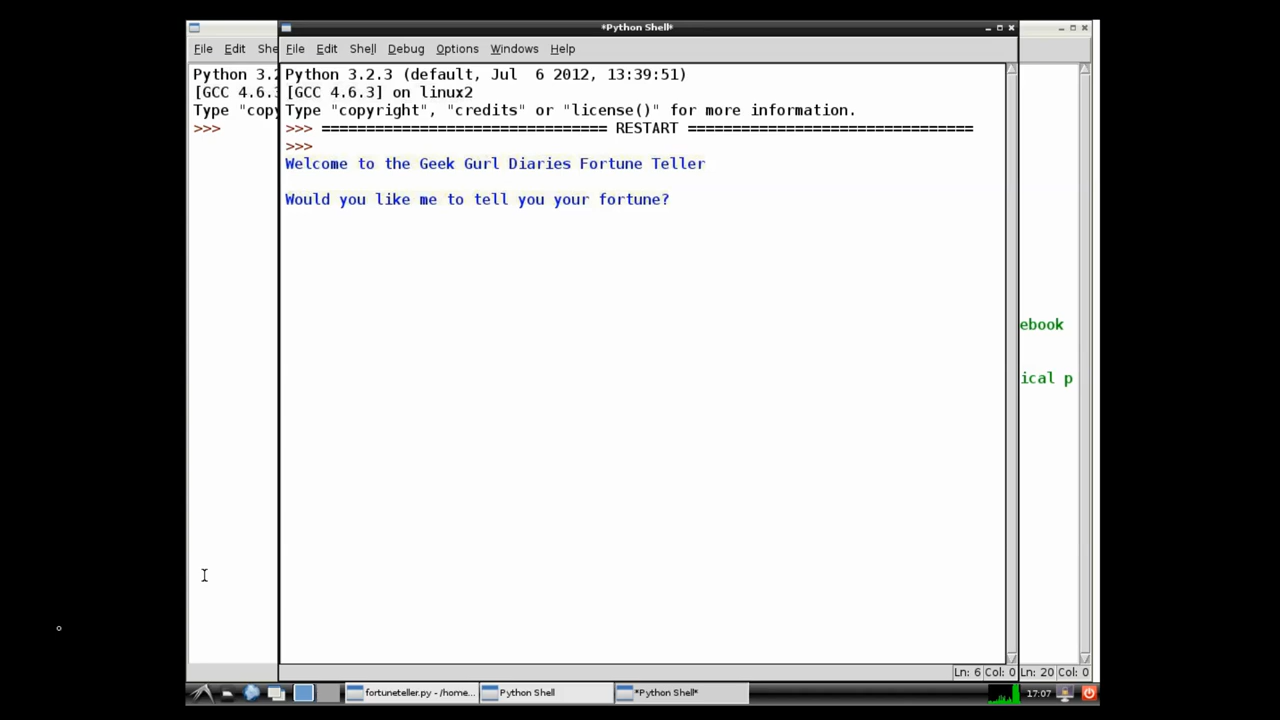 *Python Shell*
File Edit She
File Edit Shell Debug Options Windows Help
Python 3.2
[GCC 4.6.3
Type "copy
>>>
Python 3.2.3 (default, Jul  6 2012, 13:39:51)
[GCC 4.6.3] on linux2
Type "copyright", "credits" or "license()" for more information.
>>> ================================ RESTART ================================
>>>
Welcome to the Geek Gurl Diaries Fortune Teller
Would you like me to tell you your fortune?
ebook
ical p
Ln: 6 Col: 0
Ln: 20 Col: 0
fortuneteller.py - /home...
Python Shell
*Python Shell*
17:07